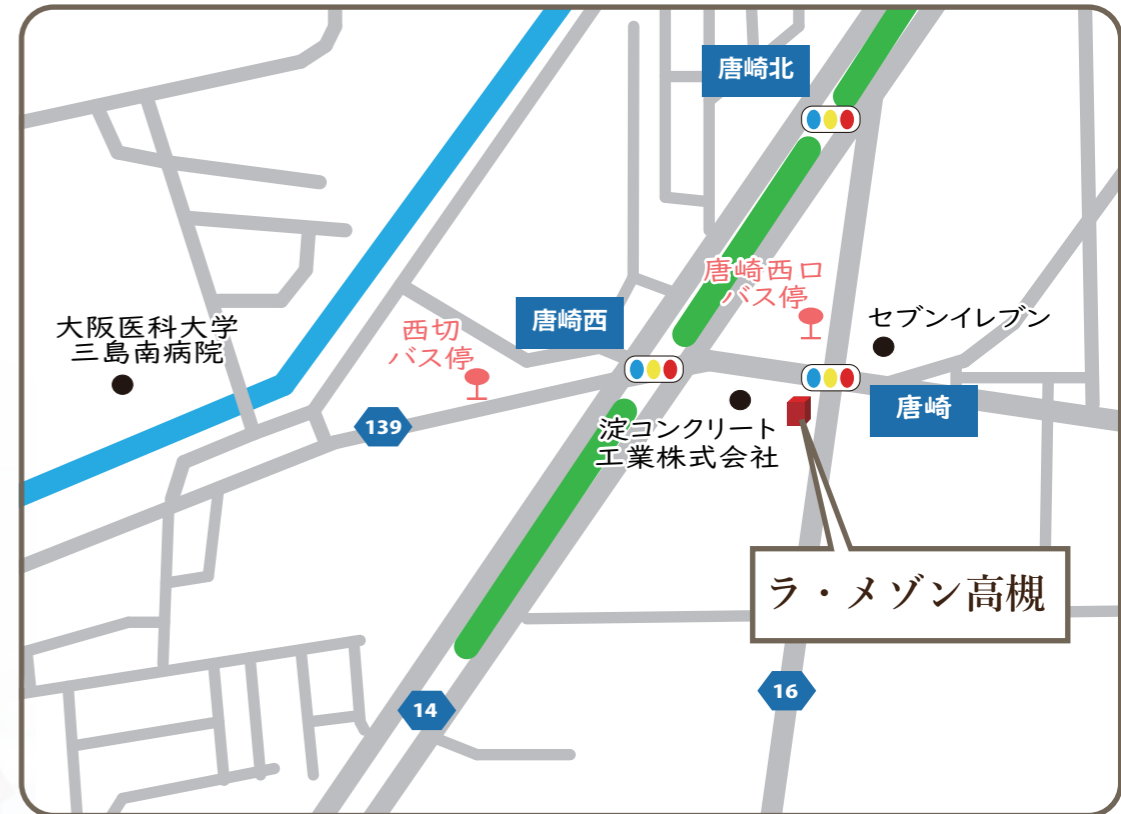 唐崎北
唐崎西口
バス停
唐崎西
西切
バス停
大阪医科大学
三島南病院
セブンイレブン
唐崎
139
淀コンクリート
工業株式会社
ラ・メゾン高槻
14
16